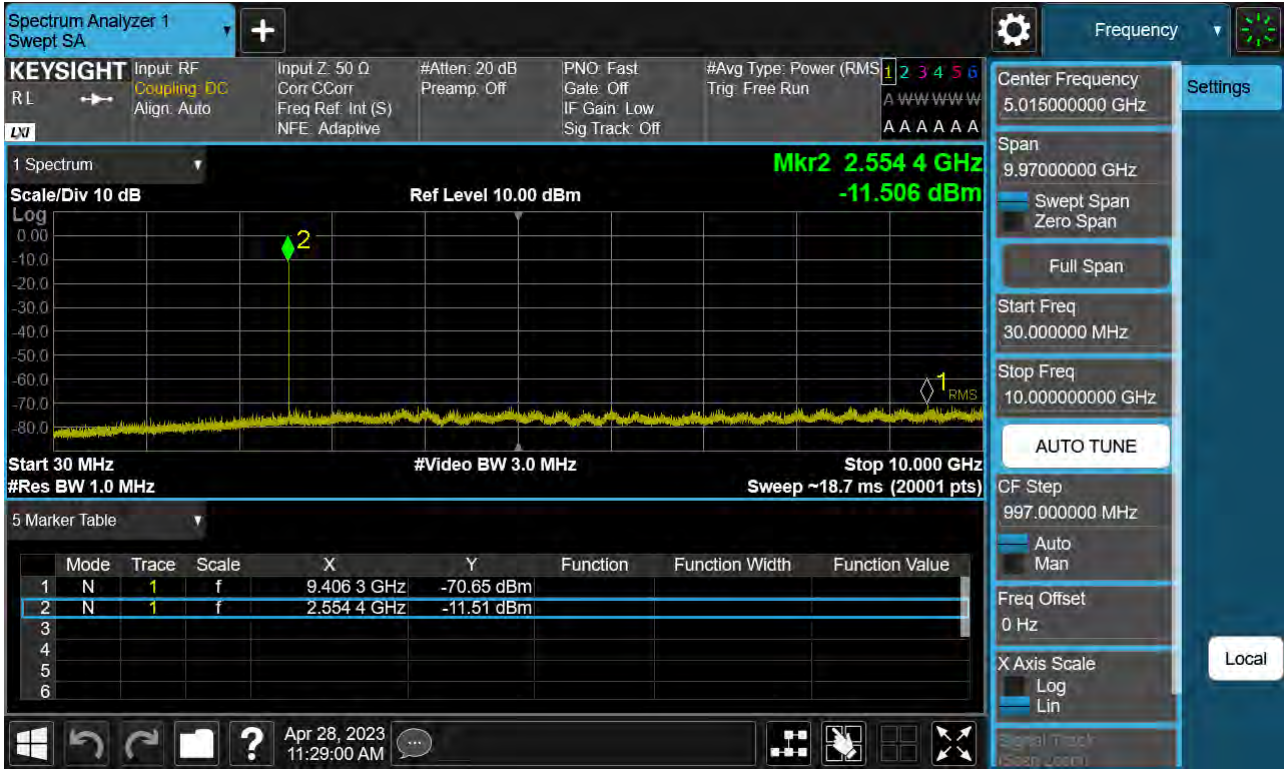 Spectrum Analyzer 1
Swept SA
+
Frequency
KEYSIGHT
RL
LXI
Input: RF
Coupling: DC
Align: Auto
Input Z: 50 Ω
Corr CCorr
Freq Ref: Int (S)
NFE: Adaptive
#Atten: 20 dB
Preamp: Off
PNO: Fast
Gate: Off
IF Gain: Low
Sig Track: Off
#Avg Type: Power (RMS
Trig: Free Run
1 2 3 4 5 6
A W W W W W
A A A A A A
1 Spectrum
Scale/Div 10 dB
Ref Level 10.00 dBm
Mkr2 2.554 4 GHz
-11.506 dBm
Log
0.00
-10.0
-20.0
-30.0
-40.0
-50.0
-60.0
-70.0
-80.0
2
1
RMS
Start 30 MHz
#Video BW 3.0 MHz
Stop 10.000 GHz
#Res BW 1.0 MHz
Sweep ~18.7 ms (20001 pts)
5 Marker Table
Mode Trace Scale X Y Function Function Width Function Value
1 N 1 f 9.406 3 GHz -70.65 dBm
2 N 1 f 2.554 4 GHz -11.51 dBm
3
4
5
6
Center Frequency
5.015000000 GHz
Settings
Span
9.97000000 GHz
Swept Span
Zero Span
Full Span
Start Freq
30.000000 MHz
Stop Freq
10.000000000 GHz
AUTO TUNE
CF Step
997.000000 MHz
Auto
Man
Freq Offset
0 Hz
X Axis Scale
Log
Lin
Local
Signal Track
(Span Zoom)
?
Apr 28, 2023
11:29:00 AM